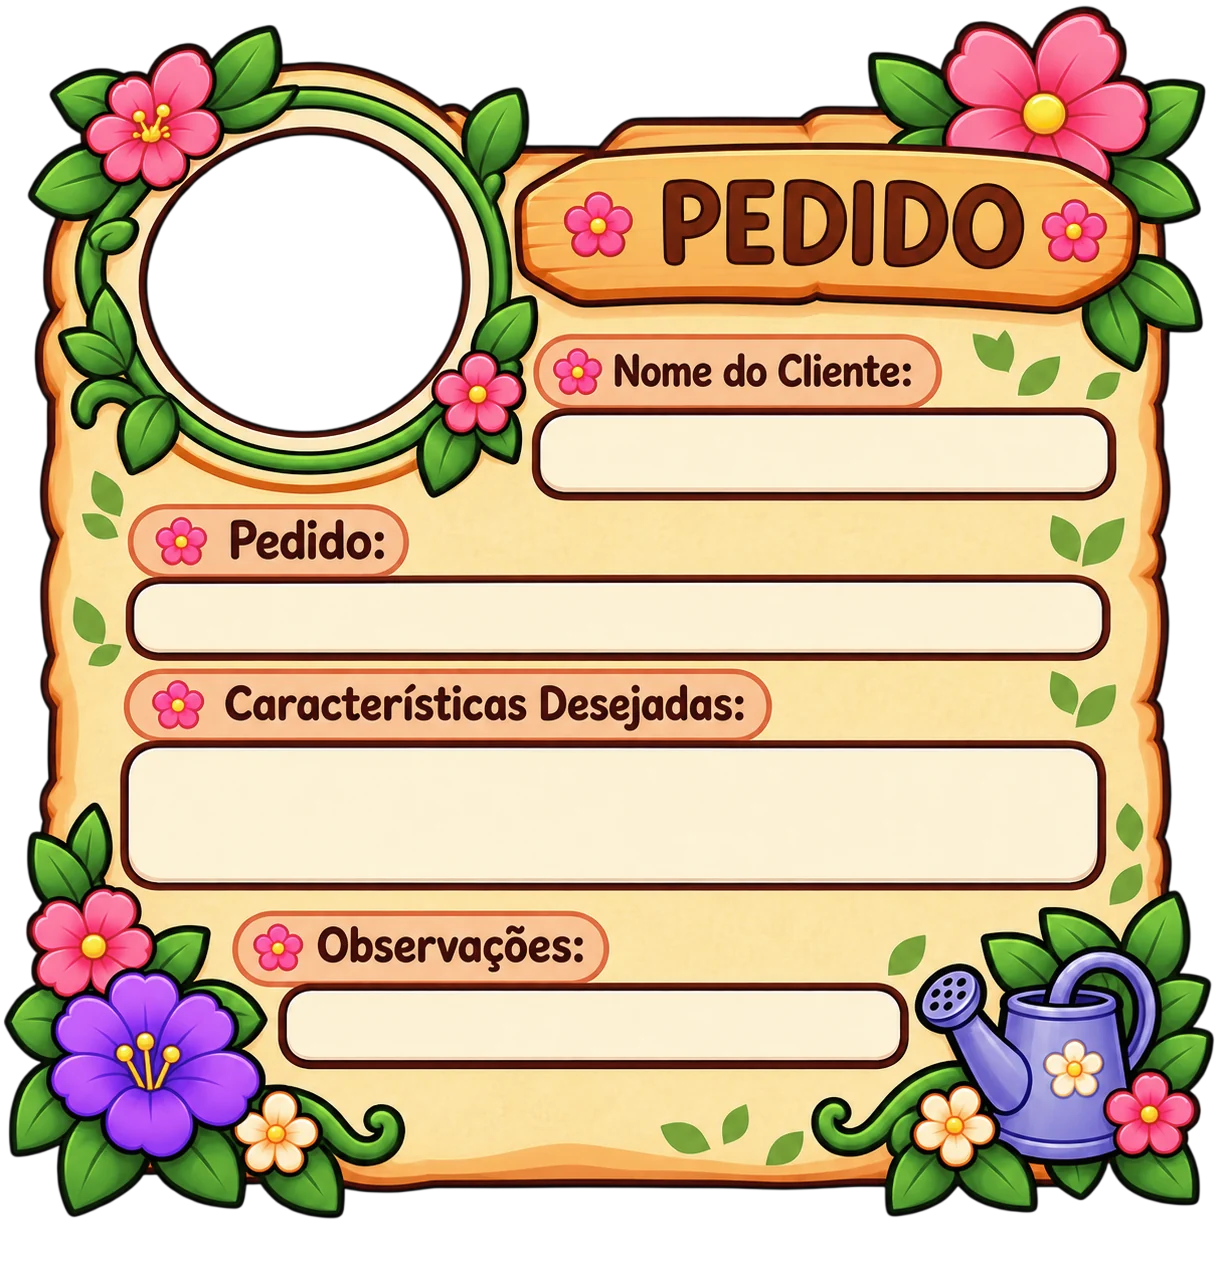 PEDIDO
Nome do Cliente:
Pedido:
Características Desejadas:
Observações: